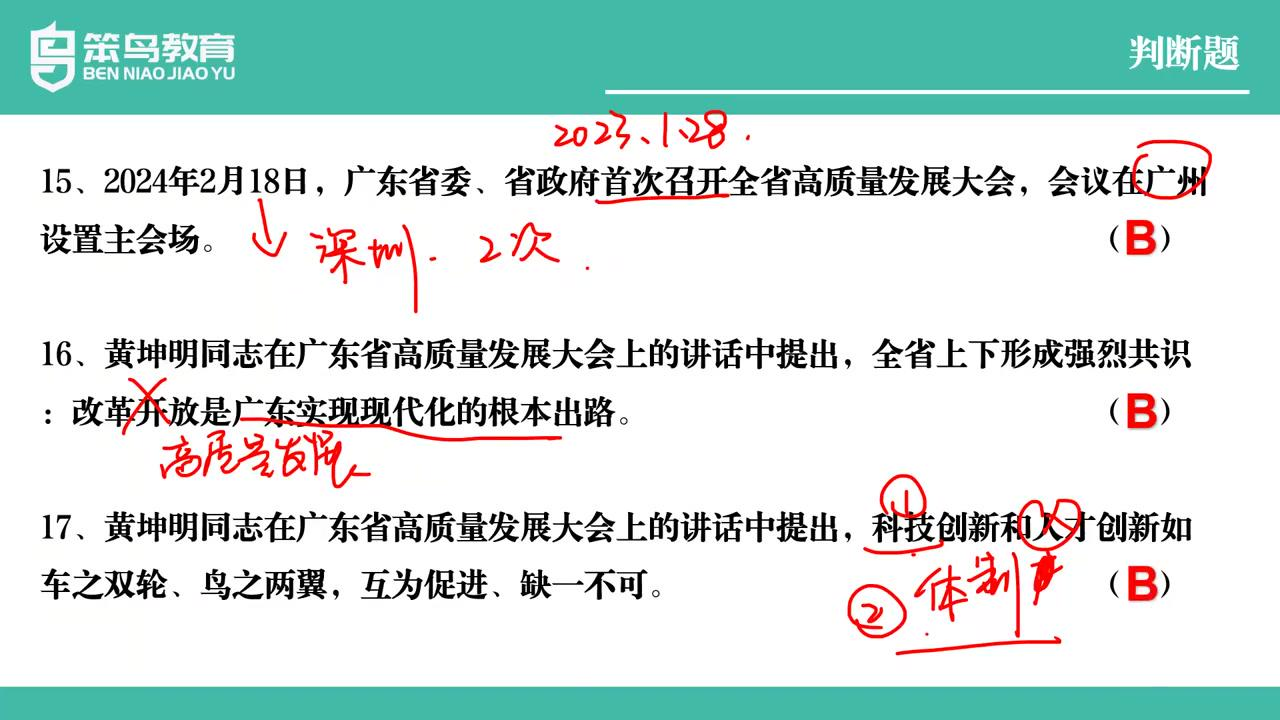 笨鸟教育
BEN NIAO JIAO YU
判断题
2023.1.28.
15、2024年2月18日，广东省委、省政府首次召开全省高质量发展大会，会议在广州
设置主会场。 （B）
深圳. 2次.
16、黄坤明同志在广东省高质量发展大会上的讲话中提出，全省上下形成强烈共识
：改革开放是广东实现现代化的根本出路。 （B）
高质量发展
①
17、黄坤明同志在广东省高质量发展大会上的讲话中提出，科技创新和人才创新如
车之双轮、鸟之两翼，互为促进、缺一不可。 （B）
② 体制